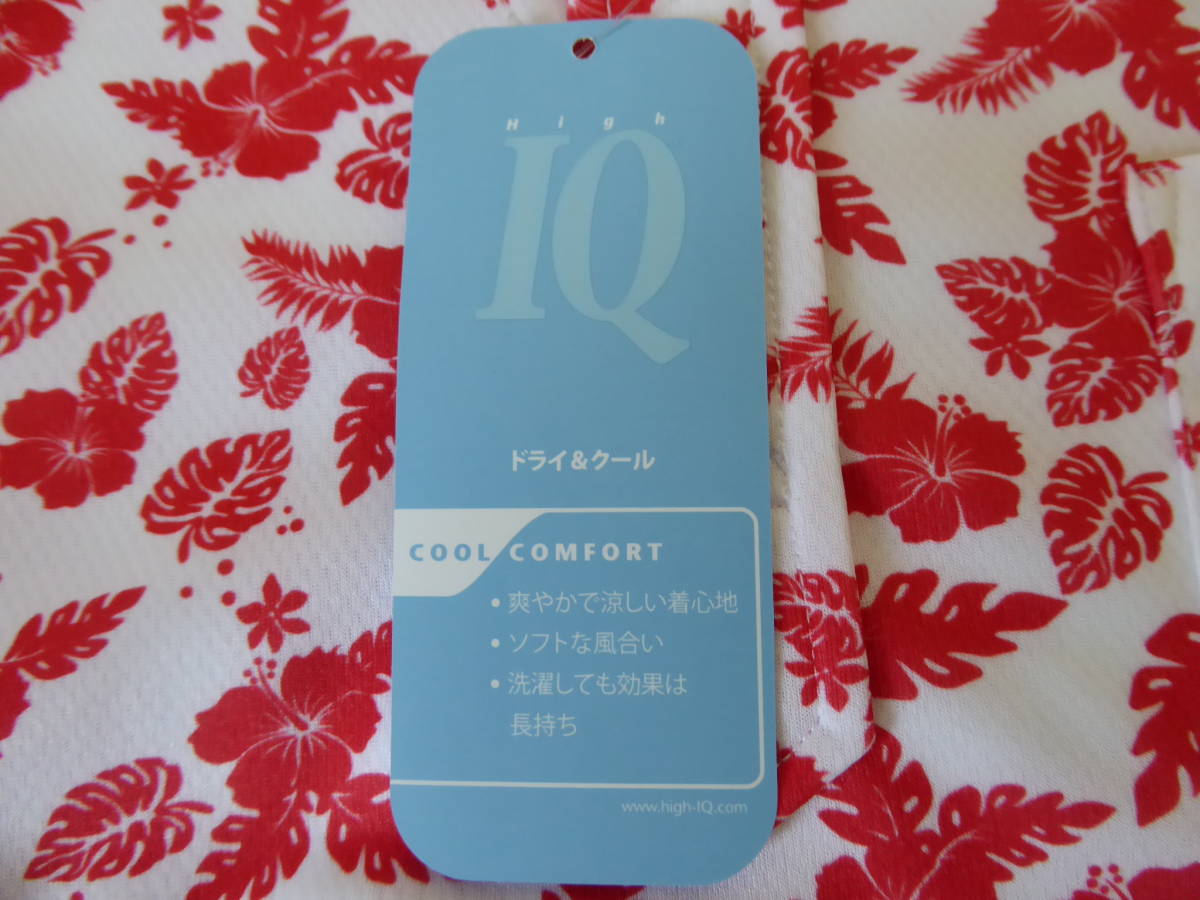 High
IQ
ドライ&クール
COOL COMFORT
• 爽やかで涼しい着心地
• ソフトな風合い
• 洗濯しても効果は
長持ち
www.high-IQ.com